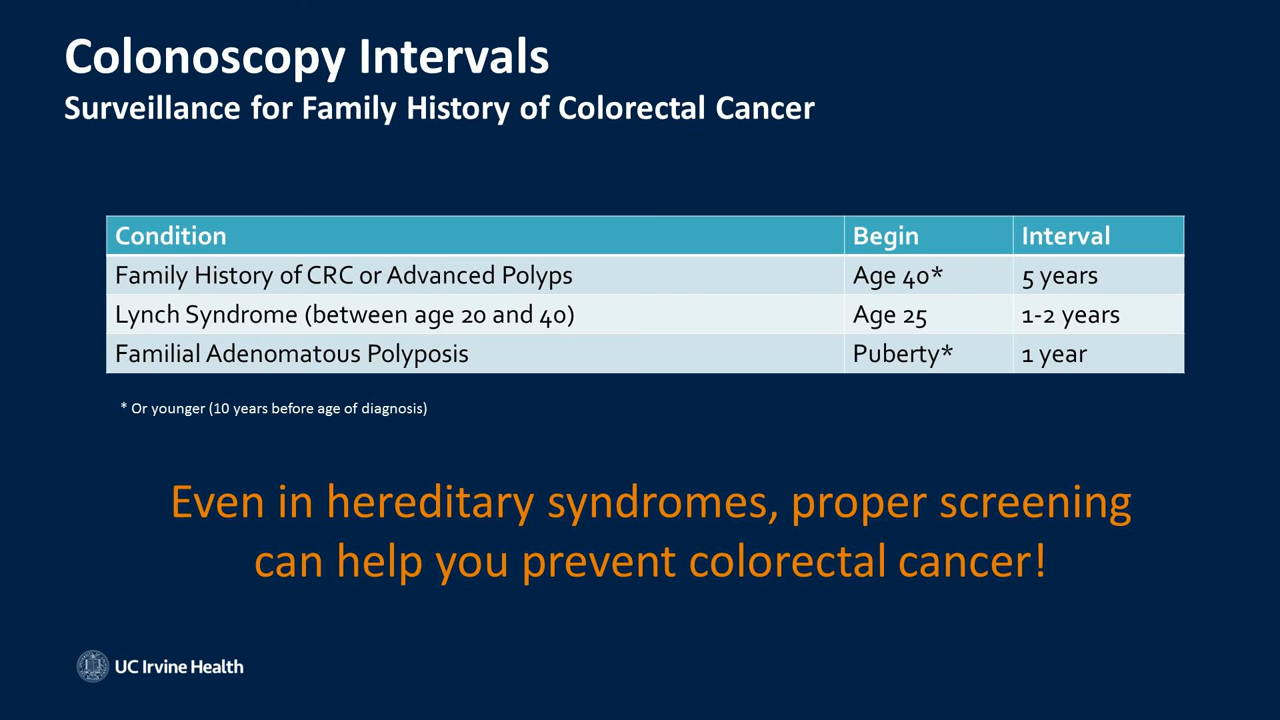 Colonoscopy Intervals
Surveillance for Family History of Colorectal Cancer
Condition Begin Interval
Family History of CRC or Advanced Polyps Age 40* 5 years
Lynch Syndrome (between age 20 and 40) Age 25 1-2 years
Familial Adenomatous Polyposis Puberty* 1 year
* Or younger (10 years before age of diagnosis)
Even in hereditary syndromes, proper screening
can help you prevent colorectal cancer!
UC Irvine Health